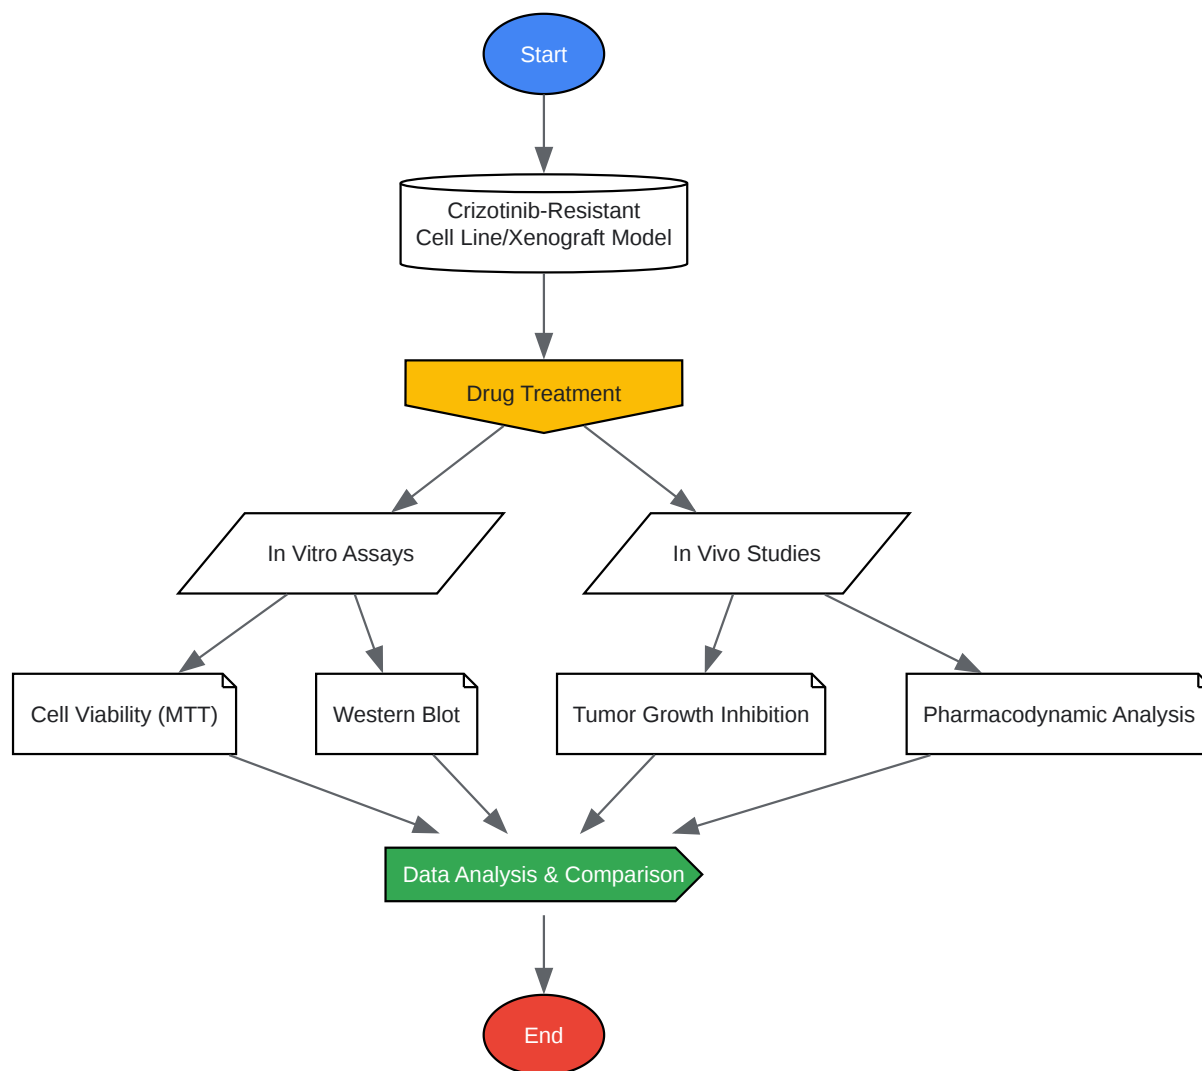 Start
Crizotinib-Resistant
Cell Line/Xenograft Model
Drug Treatment
In Vitro Assays
In Vivo Studies
Cell Viability (MTT)
Western Blot
Tumor Growth Inhibition
Pharmacodynamic Analysis
Data Analysis & Comparison
End